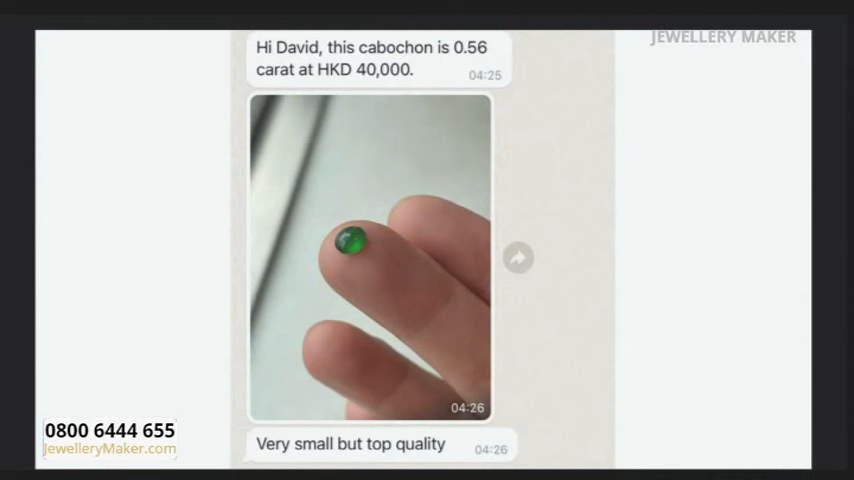 JEWELLERY MAKER
Hi David, this cabochon is 0.56
carat at HKD 40,000.
04:25
04:26
Very small but top quality
04:26
0800 6444 655
JewelleryMaker.com